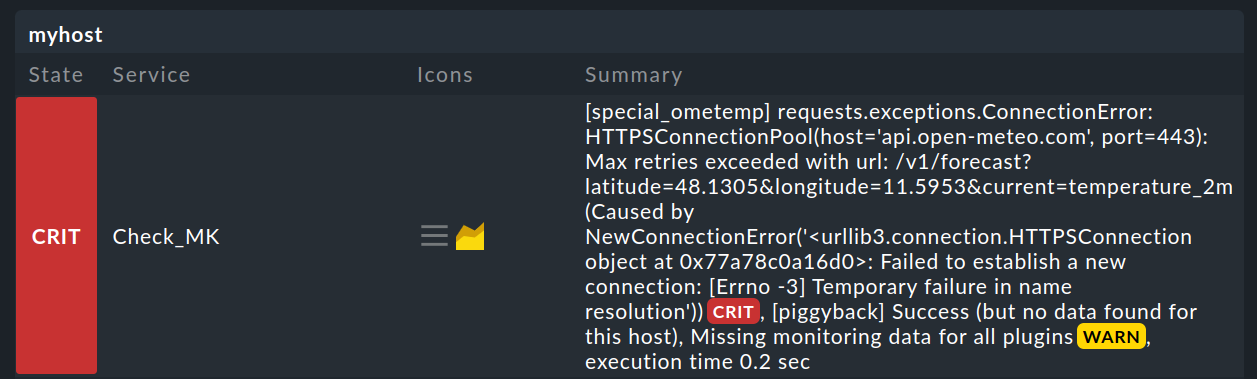 myhost
State Service Icons Summary
[special_ometemp] requests.exceptions.ConnectionError:
HTTPSConnectionPool(host='api.open-meteo.com', port=443):
Max retries exceeded with url: /v1/forecast?
latitude=48.1305&longitude=11.5953&current=temperature_2m
(Caused by
NewConnectionError('<urllib3.connection.HTTPSConnection
CRIT Check_MK
object at 0x77a78c0a16d0>: Failed to establish a new
connection: [Errno -3] Temporary failure in name
resolution')) CRIT, [piggyback] Success (but no data found for
this host), Missing monitoring data for all plugins WARN,
execution time 0.2 sec